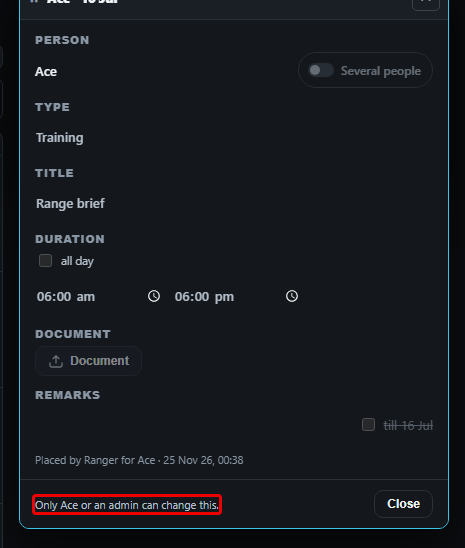 Ace · 16 Jul
PERSON
Ace
Several people
TYPE
Training
TITLE
Range brief
DURATION
all day
06:00 am 06:00 pm
DOCUMENT
Document
REMARKS
till 16 Jul
Placed by Ranger for Ace · 25 Nov 26, 00:38
Only Ace or an admin can change this.
Close